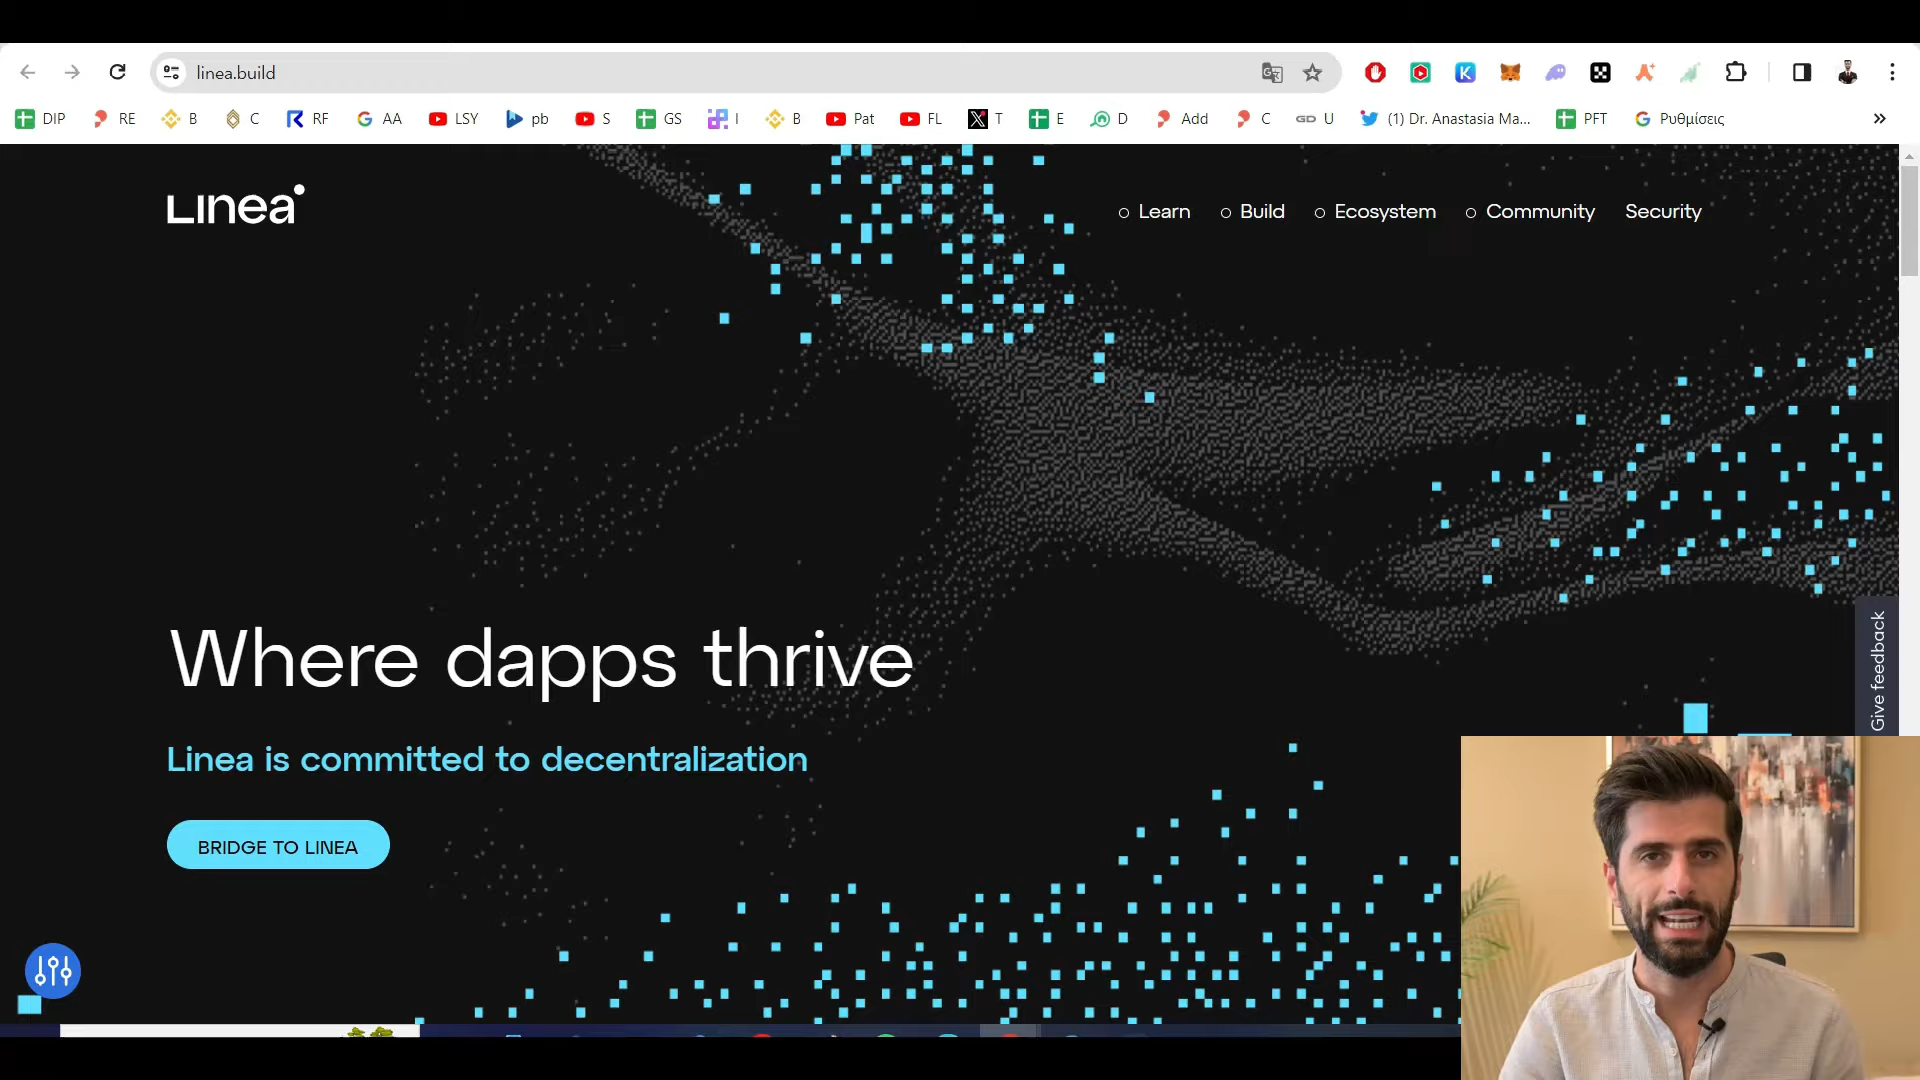 linea.build
DIP RE B C RF AA LSY pb S GS I B Pat FL T E D Add C U (1) Dr. Anastasia Ma... PFT Ρυθμίσεις
Linea
Learn Build Ecosystem Community Security
Where dapps thrive
Linea is committed to decentralization
BRIDGE TO LINEA
Give feedback